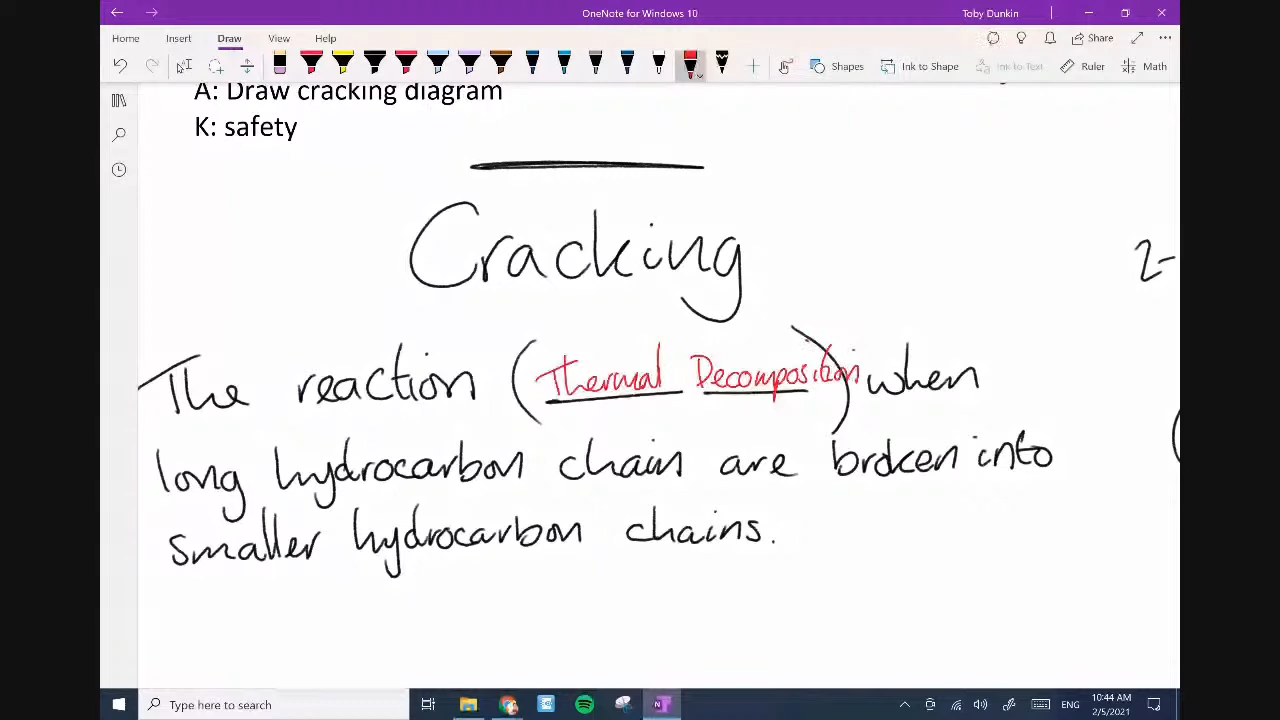 OneNote for Windows 10
Toby Dunkin
Home Insert Draw View Help
Share
Shapes Ink to Shape Ink to Text Ruler Math
A: Draw cracking diagram
K: safety
Cracking
2-
The reaction (Thermal Decomposition) when
long hydrocarbon chain are broken into
smaller hydrocarbon chains.
Type here to search
ENG
10:44 AM
2/5/2021